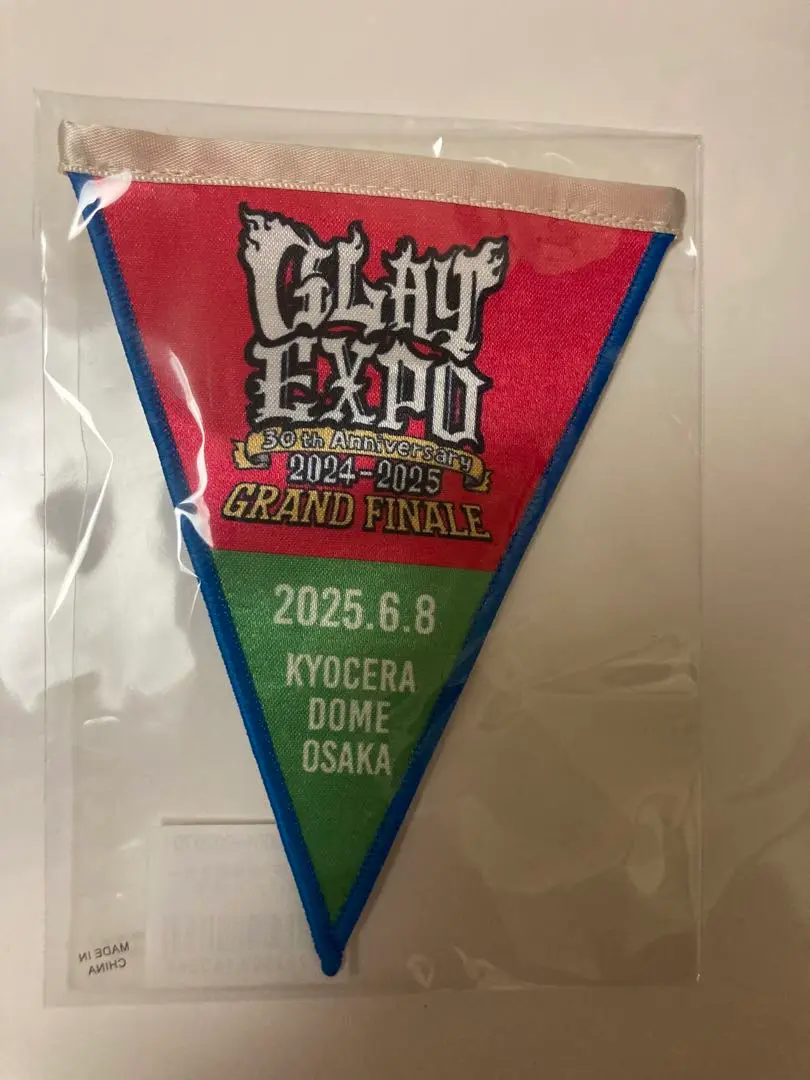 GLAY
EXPO
30th Anniversary
2024-2025
GRAND FINALE
2025.6.8
KYOCERA
DOME
OSAKA
MADE IN
CHINA